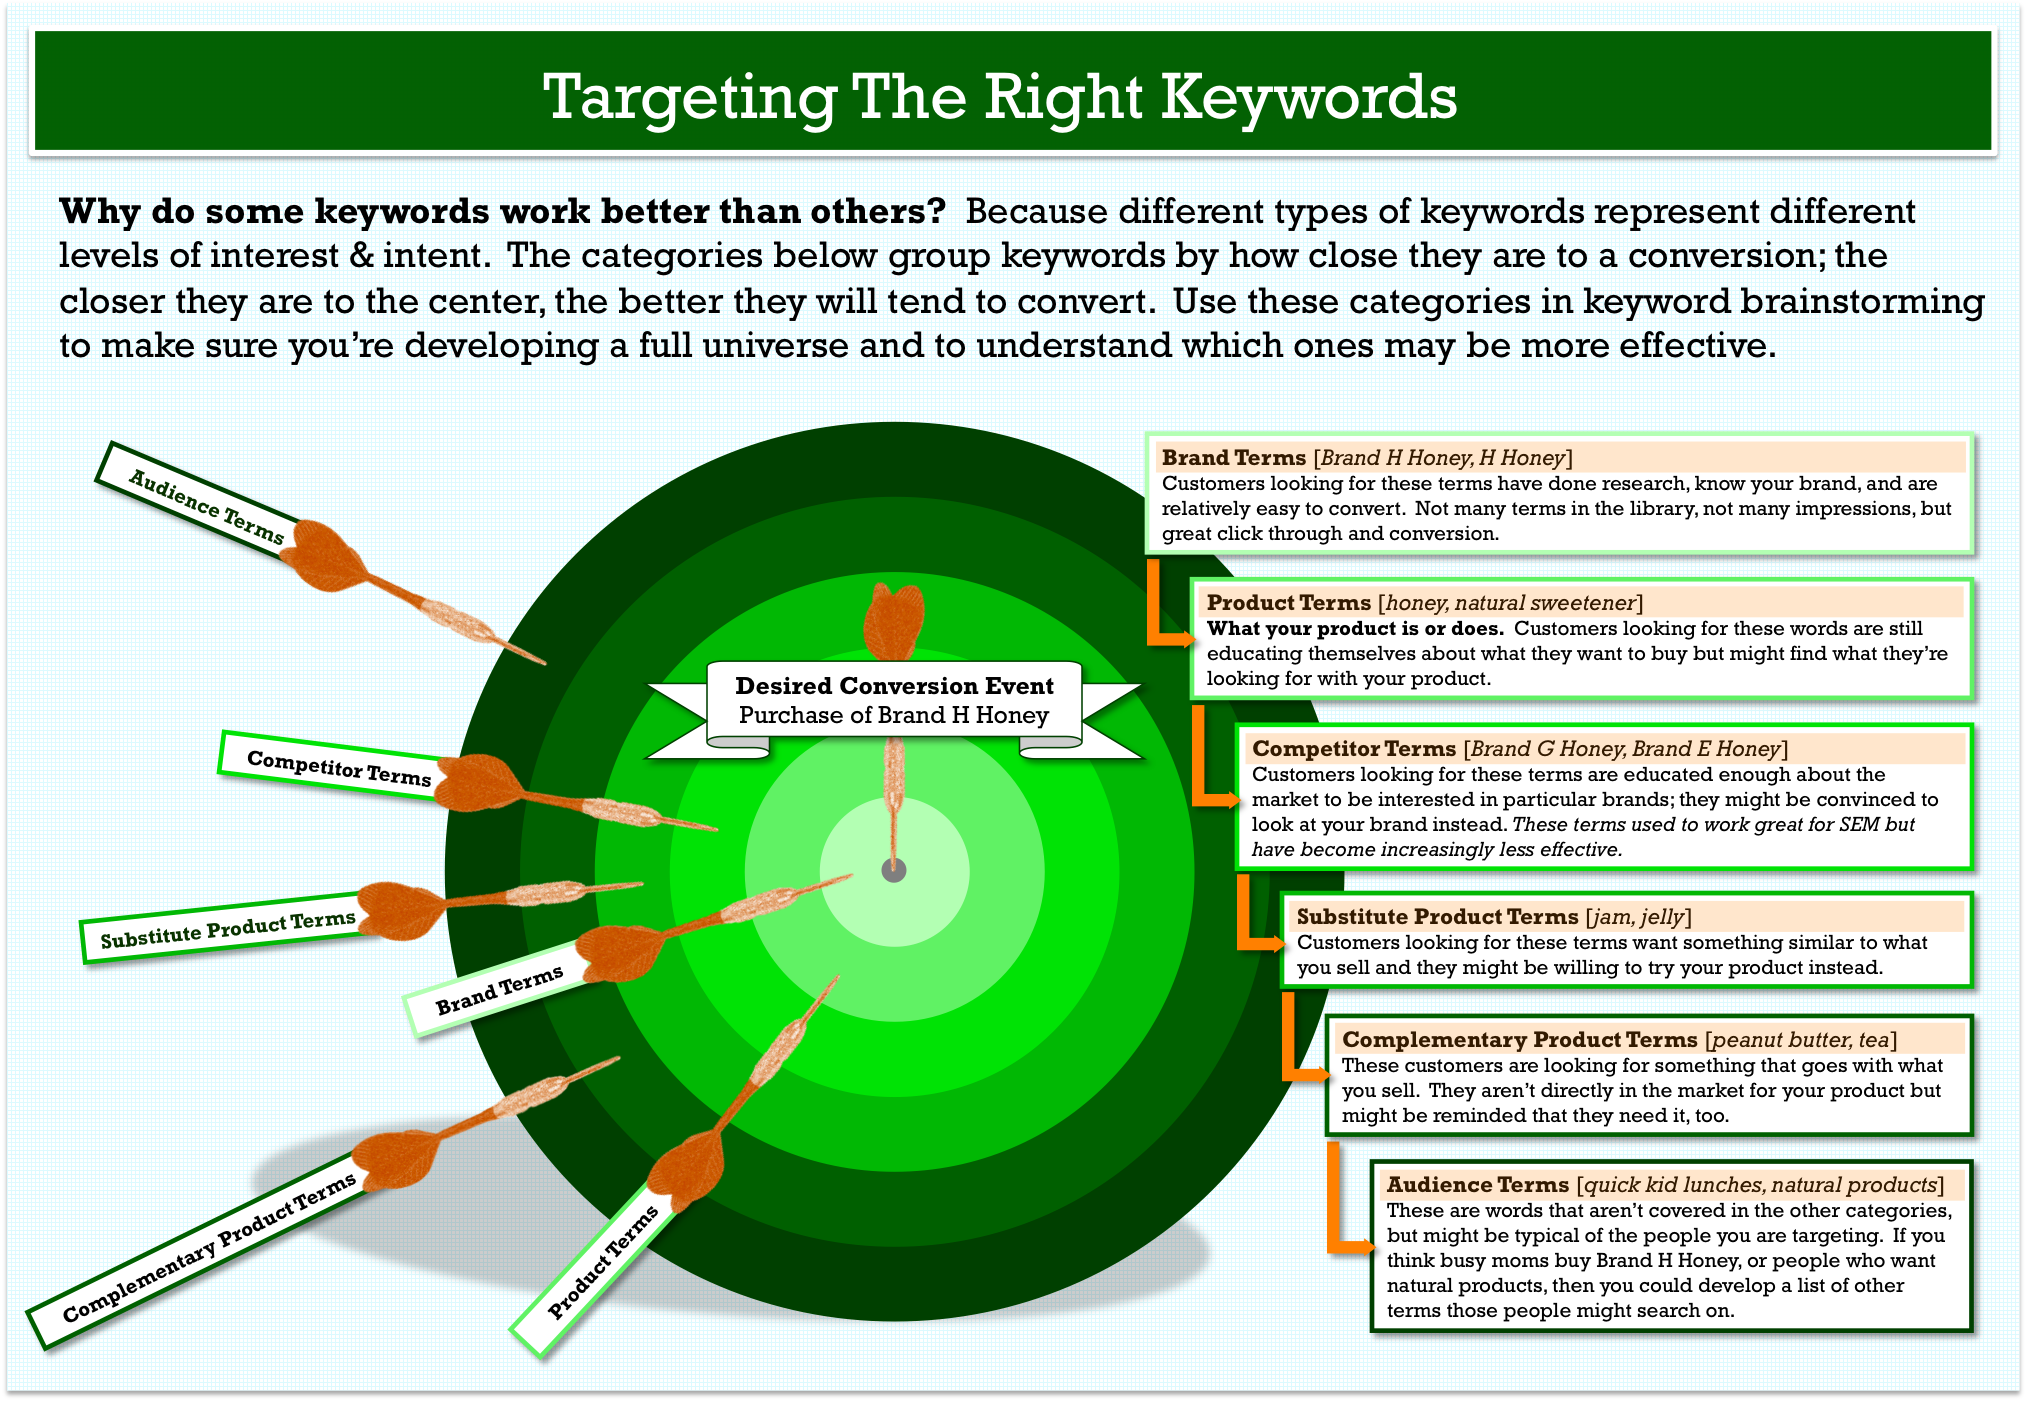 Targeting The Right Keywords
Why do some keywords work better than others?  Because different types of keywords represent different
levels of interest & intent.  The categories below group keywords by how close they are to a conversion; the
closer they are to the center, the better they will tend to convert.  Use these categories in keyword brainstorming
to make sure you're developing a full universe and to understand which ones may be more effective.
Audience Terms
Competitor Terms
Substitute Product Terms
Brand Terms
Complementary Product Terms
Product Terms
Desired Conversion Event
Purchase of Brand H Honey
Brand Terms [Brand H Honey, H Honey]
Customers looking for these terms have done research, know your brand, and are
relatively easy to convert.  Not many terms in the library, not many impressions, but
great click through and conversion.
Product Terms [honey, natural sweetener]
What your product is or does.  Customers looking for these words are still
educating themselves about what they want to buy but might find what they're
looking for with your product.
Competitor Terms [Brand G Honey, Brand E Honey]
Customers looking for these terms are educated enough about the
market to be interested in particular brands; they might be convinced to
look at your brand instead. These terms used to work great for SEM but
have become increasingly less effective.
Substitute Product Terms [jam, jelly]
Customers looking for these terms want something similar to what
you sell and they might be willing to try your product instead.
Complementary Product Terms [peanut butter, tea]
These customers are looking for something that goes with what
you sell.  They aren't directly in the market for your product but
might be reminded that they need it, too.
Audience Terms [quick kid lunches, natural products]
These are words that aren't covered in the other categories,
but might be typical of the people you are targeting.  If you
think busy moms buy Brand H Honey, or people who want
natural products, then you could develop a list of other
terms those people might search on.